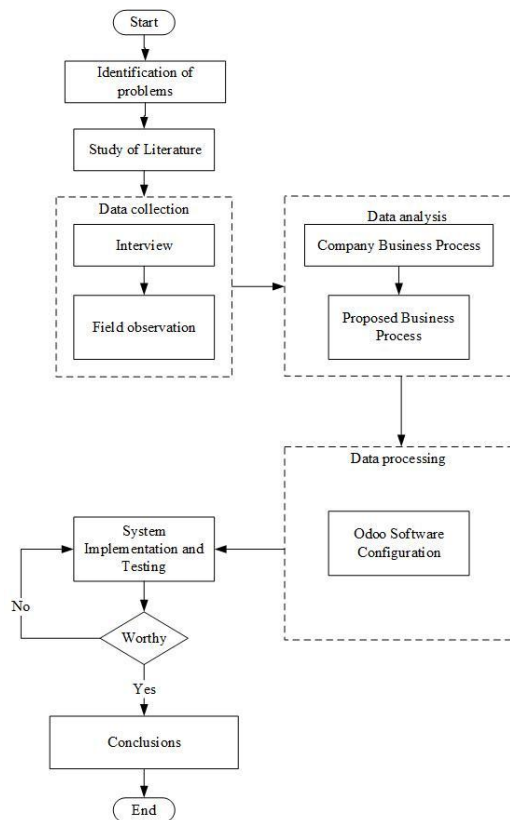 Start
Identification of
problems
Study of Literature
Data collection
Interview
Field observation
Data analysis
Company Business Process
Proposed Business
Process
Data processing
Odoo Software
Configuration
System
Implementation and
Testing
No
Worthy
Yes
Conclusions
End